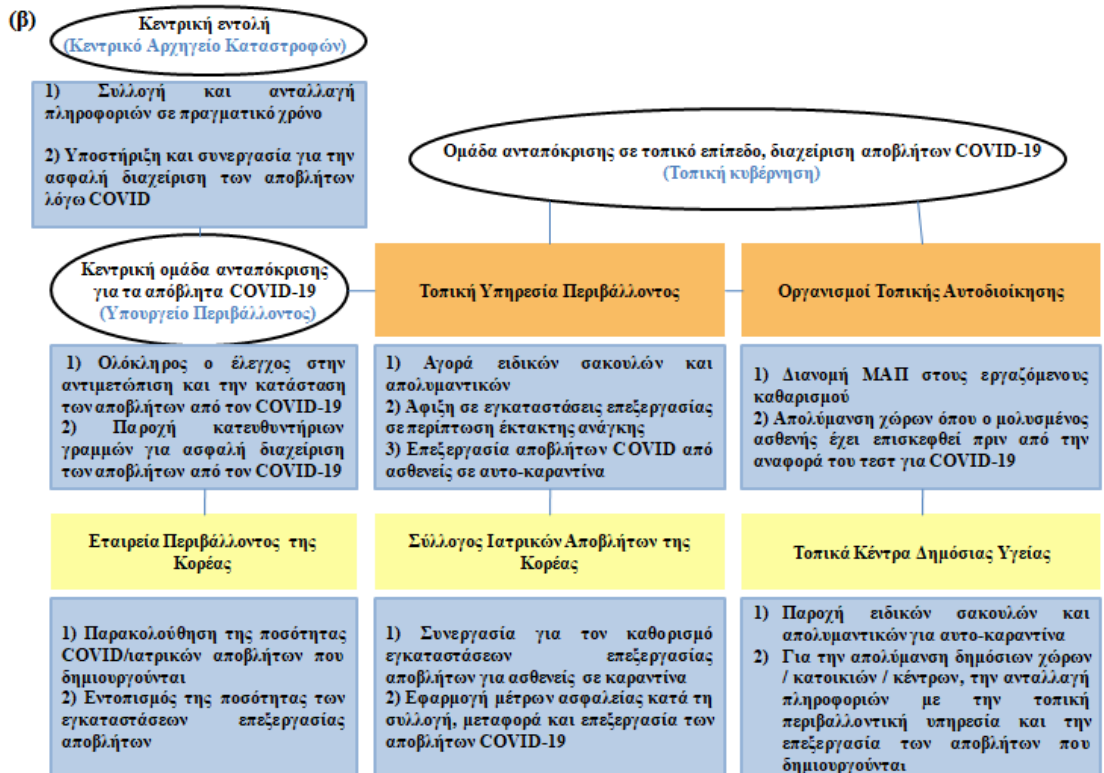 (β)
Κεντρική εντολή
(Κεντρικό Αρχηγείο Καταστροφών)
1) Συλλογή και ανταλλαγή
πληροφοριών σε πραγματικό χρόνο
2) Υποστήριξη και συνεργασία για την
ασφαλή διαχείριση των αποβλήτων
λόγω COVID
Ομάδα ανταπόκρισης σε τοπικό επίπεδο, διαχείριση αποβλήτων COVID-19
(Τοπική κυβέρνηση)
Κεντρική ομάδα ανταπόκρισης
για τα απόβλητα COVID-19
(Υπουργείο Περιβάλλοντος)
Τοπική Υπηρεσία Περιβάλλοντος
Οργανισμοί Τοπικής Αυτοδιοίκησης
1) Ολόκληρος ο έλεγχος στην
αντιμετώπιση και την κατάσταση
των αποβλήτων από τον COVID-19
2) Παροχή κατευθυντήριων
γραμμών για ασφαλή διαχείριση
των αποβλήτων από τον COVID-19
1) Αγορά ειδικών σακουλών και
απολυμαντικών
2) Άφιξη σε εγκαταστάσεις επεξεργασίας
σε περίπτωση έκτακτης ανάγκης
3) Επεξεργασία αποβλήτων COVID από
ασθενείς σε αυτο-καραντίνα
1) Διανομή ΜΑΠ στους εργαζόμενους
καθαρισμού
2) Απολύμανση χώρων όπου ο μολυσμένος
ασθενής έχει επισκεφθεί πριν από την
αναφορά του τεστ για COVID-19
Εταιρεία Περιβάλλοντος της
Κορέας
Σύλλογος Ιατρικών Αποβλήτων της
Κορέας
Τοπικά Κέντρα Δημόσιας Υγείας
1) Παρακολούθηση της ποσότητας
COVID/ιατρικών αποβλήτων που
δημιουργούνται
2) Εντοπισμός της ποσότητας των
εγκαταστάσεων επεξεργασίας
αποβλήτων
1) Συνεργασία για τον καθορισμό
εγκαταστάσεων επεξεργασίας
αποβλήτων για ασθενείς σε καραντίνα
2) Εφαρμογή μέτρων ασφαλείας κατά τη
συλλογή, μεταφορά και επεξεργασία των
αποβλήτων COVID-19
1) Παροχή ειδικών σακουλών και
απολυμαντικών για αυτο-καραντίνα
2) Για την απολύμανση δημόσιων χώρων
/ κατοικιών / κέντρων, την ανταλλαγή
πληροφοριών με την τοπική
περιβαλλοντική υπηρεσία και την
επεξεργασία των αποβλήτων που
δημιουργούνται